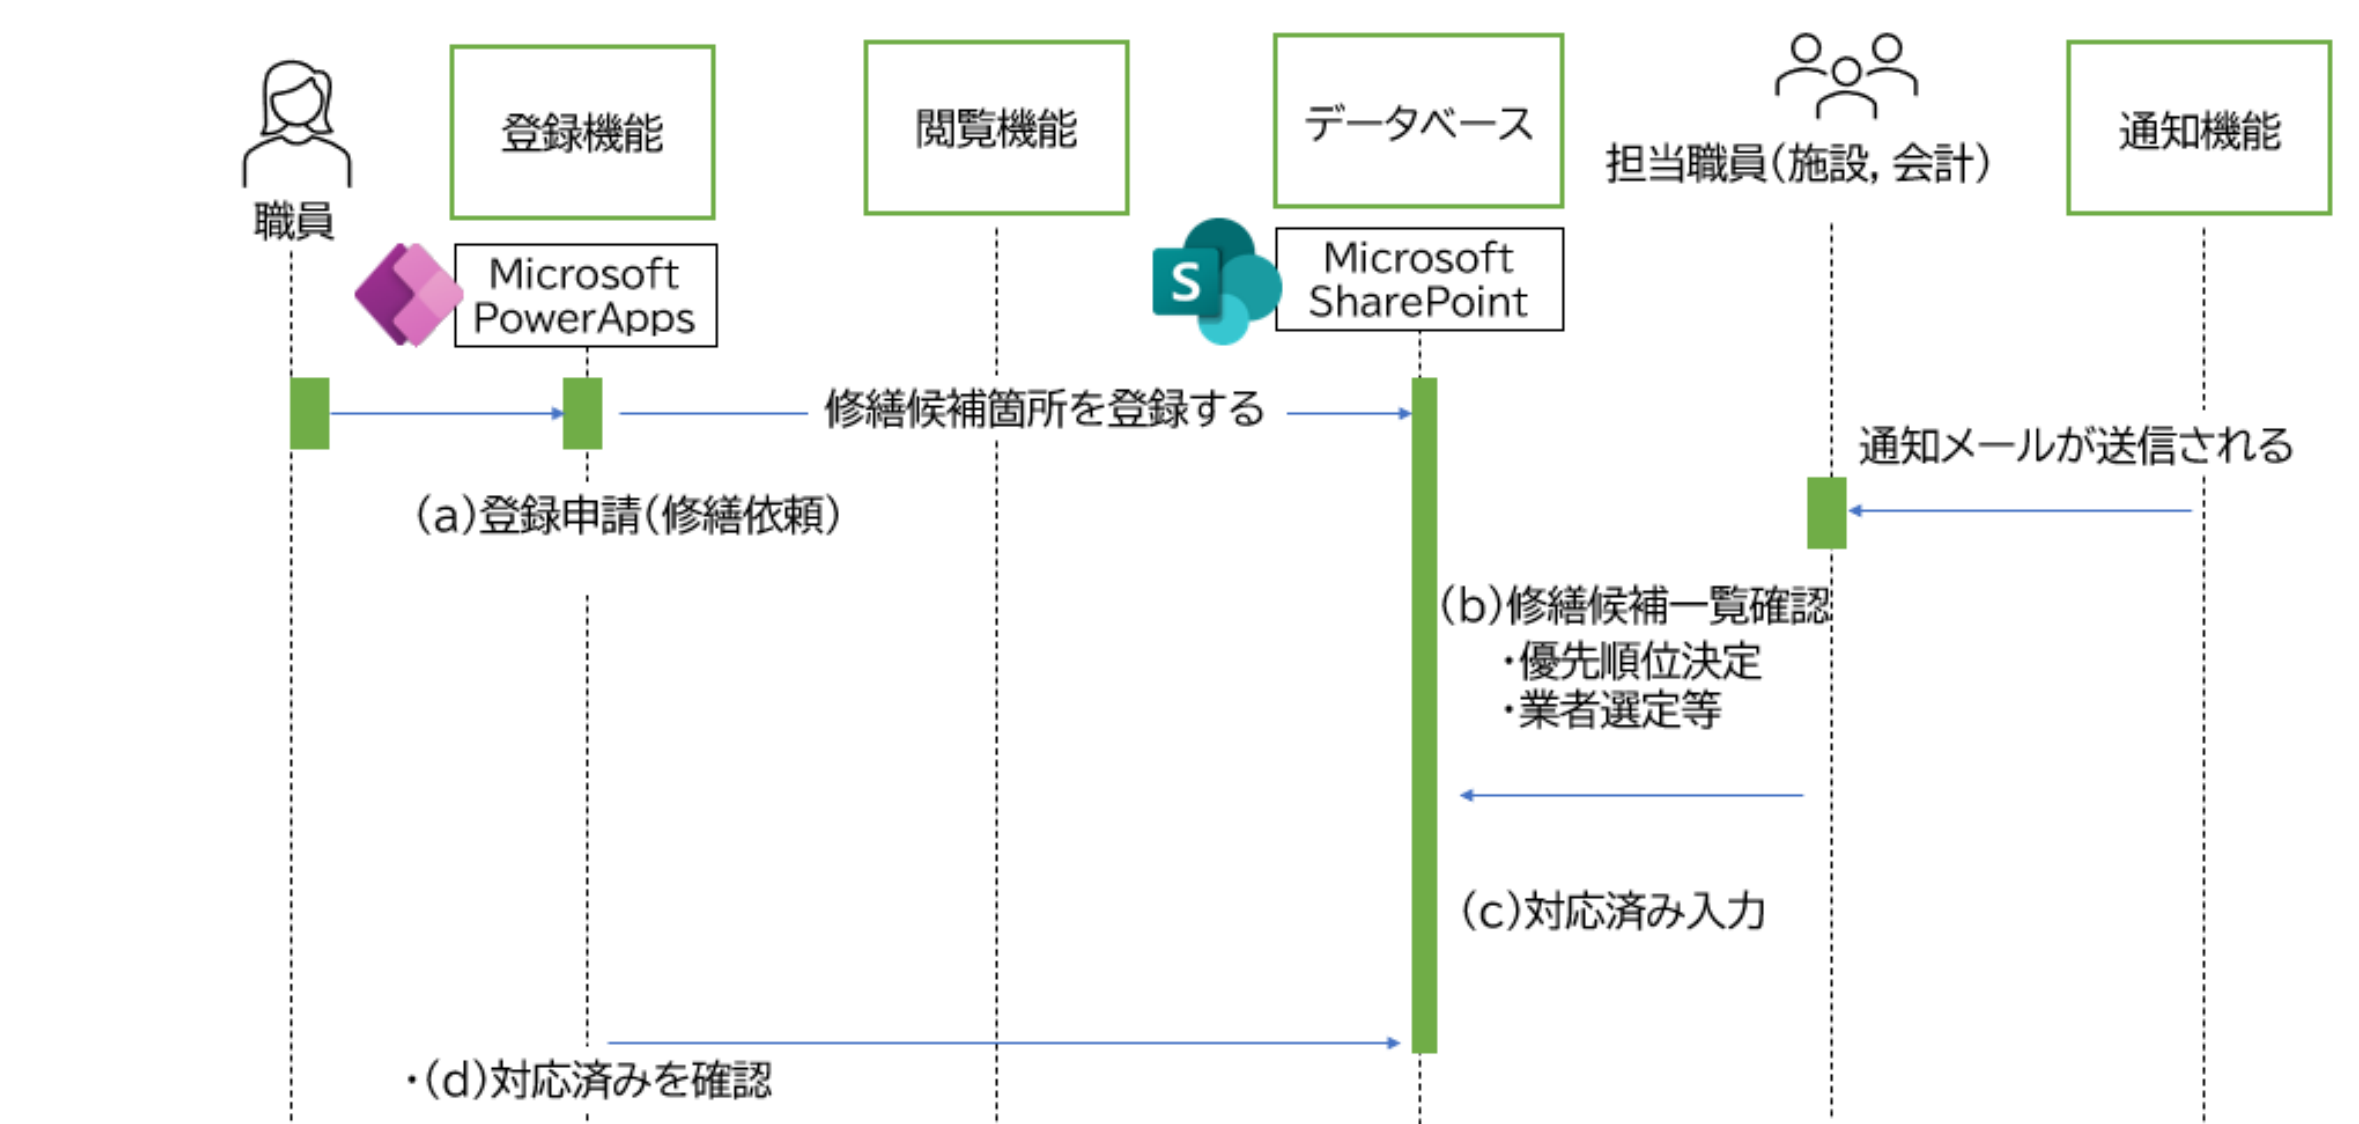 職員
登録機能
閲覧機能
データベース
担当職員(施設, 会計)
通知機能
Microsoft
PowerApps
S
Microsoft
SharePoint
修繕候補箇所を登録する
通知メールが送信される
(a)登録申請(修繕依頼)
(b)修繕候補一覧確認
・優先順位決定
・業者選定等
(c)対応済み入力
・(d)対応済みを確認